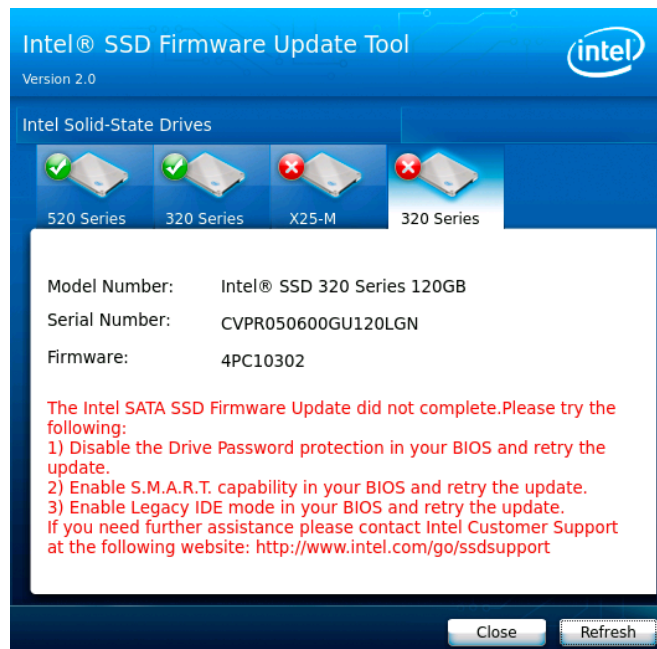 Intel® SSD Firmware Update Tool
intel
Version 2.0
Intel Solid-State Drives
520 Series 320 Series X25-M 320 Series
Model Number: Intel® SSD 320 Series 120GB
Serial Number: CVPR050600GU120LGN
Firmware: 4PC10302
The Intel SATA SSD Firmware Update did not complete.Please try the
following:
1) Disable the Drive Password protection in your BIOS and retry the
update.
2) Enable S.M.A.R.T. capability in your BIOS and retry the update.
3) Enable Legacy IDE mode in your BIOS and retry the update.
If you need further assistance please contact Intel Customer Support
at the following website: http://www.intel.com/go/ssdsupport
Close Refresh